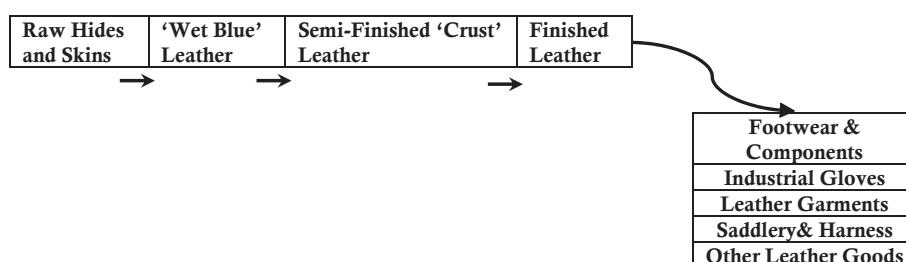 Raw Hides
and Skins
‘Wet Blue’
Leather
Semi-Finished ‘Crust’
Leather
Finished
Leather
Footwear &
Components
Industrial Gloves
Leather Garments
Saddlery& Harness
Other Leather Goods